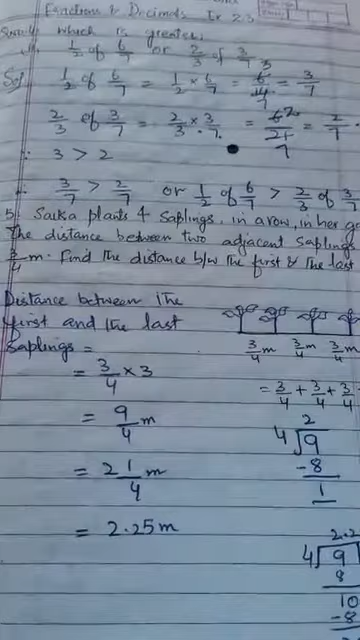 Fractions & Decimals Ex 2.3
which is greater
1/2 of 6/7 or 2/3 of 3/7
Sol 1/2 of 6/7 = 1/2 × 6/7 = 6/14 = 3/7
2/3 of 3/7 = 2/3 × 3/7 = 6/21 = 2/7
∴ 3 > 2
∴ 3/7 > 2/7 or 1/2 of 6/7 > 2/3 of 3/7
5. Saika plants 4 saplings, in a row, in her
The distance between two adjacent saplings
3/4 m. Find the distance b/w the first & the last
Distance between the
first and the last
saplings =
3/4 m 3/4 m 3/4 m
= 3/4 × 3
= 3/4 + 3/4 + 3/4
= 9/4 m
2
4√9
-8
1
= 2 1/4 m
= 2.25m
2.2
4√9
8
10
-8